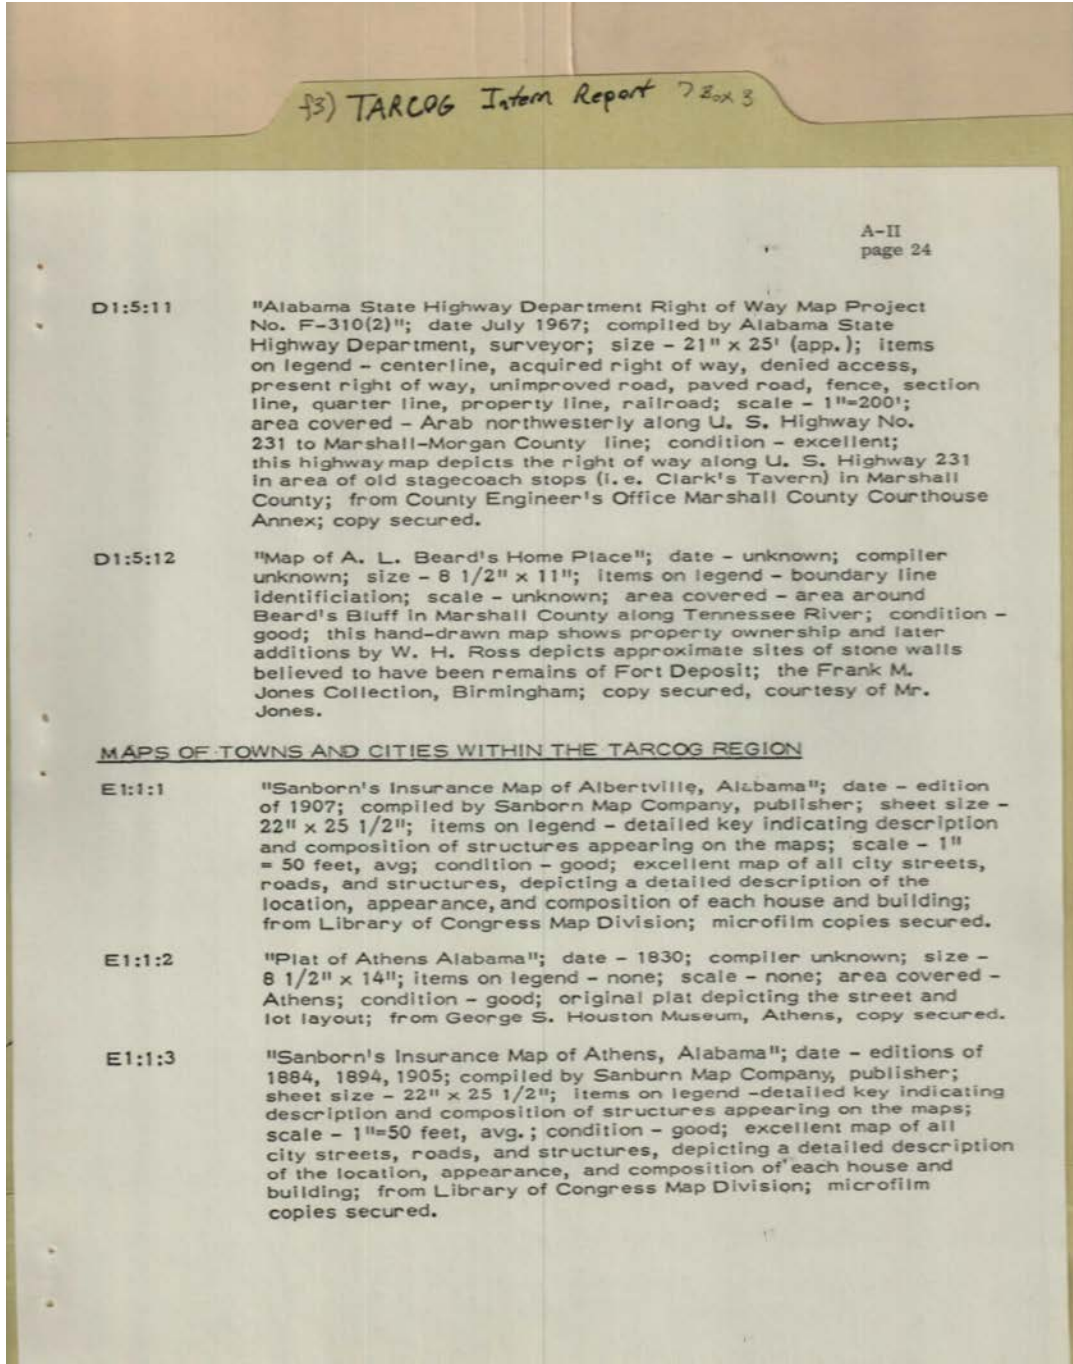 f3) TARCOG Intern Report 7 Box 3
A-II
page 24
D1:5:11 "Alabama State Highway Department Right of Way Map Project
No. F-310(2)"; date July 1967; compiled by Alabama State
Highway Department, surveyor; size - 21" x 25' (app.); items
on legend - centerline, acquired right of way, denied access,
present right of way, unimproved road, paved road, fence, section
line, quarter line, property line, railroad; scale - 1"=200';
area covered - Arab northwesterly along U. S. Highway No.
231 to Marshall-Morgan County line; condition - excellent;
this highway map depicts the right of way along U. S. Highway 231
in area of old stagecoach stops (i.e. Clark's Tavern) in Marshall
County; from County Engineer's Office Marshall County Courthouse
Annex; copy secured.
D1:5:12 "Map of A. L. Beard's Home Place"; date - unknown; compiler
unknown; size - 8 1/2" x 11"; items on legend - boundary line
identificiation; scale - unknown; area covered - area around
Beard's Bluff in Marshall County along Tennessee River; condition -
good; this hand-drawn map shows property ownership and later
additions by W. H. Ross depicts approximate sites of stone walls
believed to have been remains of Fort Deposit; the Frank M.
Jones Collection, Birmingham; copy secured, courtesy of Mr.
Jones.
MAPS OF TOWNS AND CITIES WITHIN THE TARCOG REGION
E1:1:1 "Sanborn's Insurance Map of Albertville, Alabama"; date - edition
of 1907; compiled by Sanborn Map Company, publisher; sheet size -
22" x 25 1/2"; items on legend - detailed key indicating description
and composition of structures appearing on the maps; scale - 1"
= 50 feet, avg; condition - good; excellent map of all city streets,
roads, and structures, depicting a detailed description of the
location, appearance, and composition of each house and building;
from Library of Congress Map Division; microfilm copies secured.
E1:1:2 "Plat of Athens Alabama"; date - 1830; compiler unknown; size -
8 1/2" x 14"; items on legend - none; scale - none; area covered -
Athens; condition - good; original plat depicting the street and
lot layout; from George S. Houston Museum, Athens, copy secured.
E1:1:3 "Sanborn's Insurance Map of Athens, Alabama"; date - editions of
1884, 1894, 1905; compiled by Sanburn Map Company, publisher;
sheet size - 22" x 25 1/2"; items on legend -detailed key indicating
description and composition of structures appearing on the maps;
scale - 1"=50 feet, avg.; condition - good; excellent map of all
city streets, roads, and structures, depicting a detailed description
of the location, appearance, and composition of each house and
building; from Library of Congress Map Division; microfilm
copies secured.